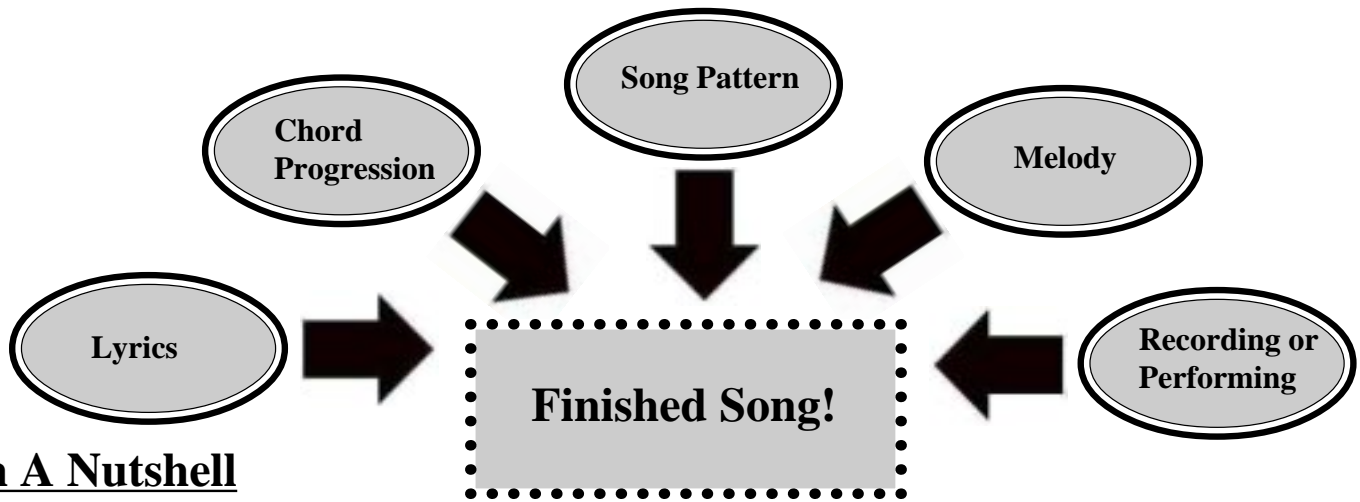 Song Pattern
Chord
Progression
Melody
Lyrics
Recording or
Performing
Finished Song!
A Nutshell